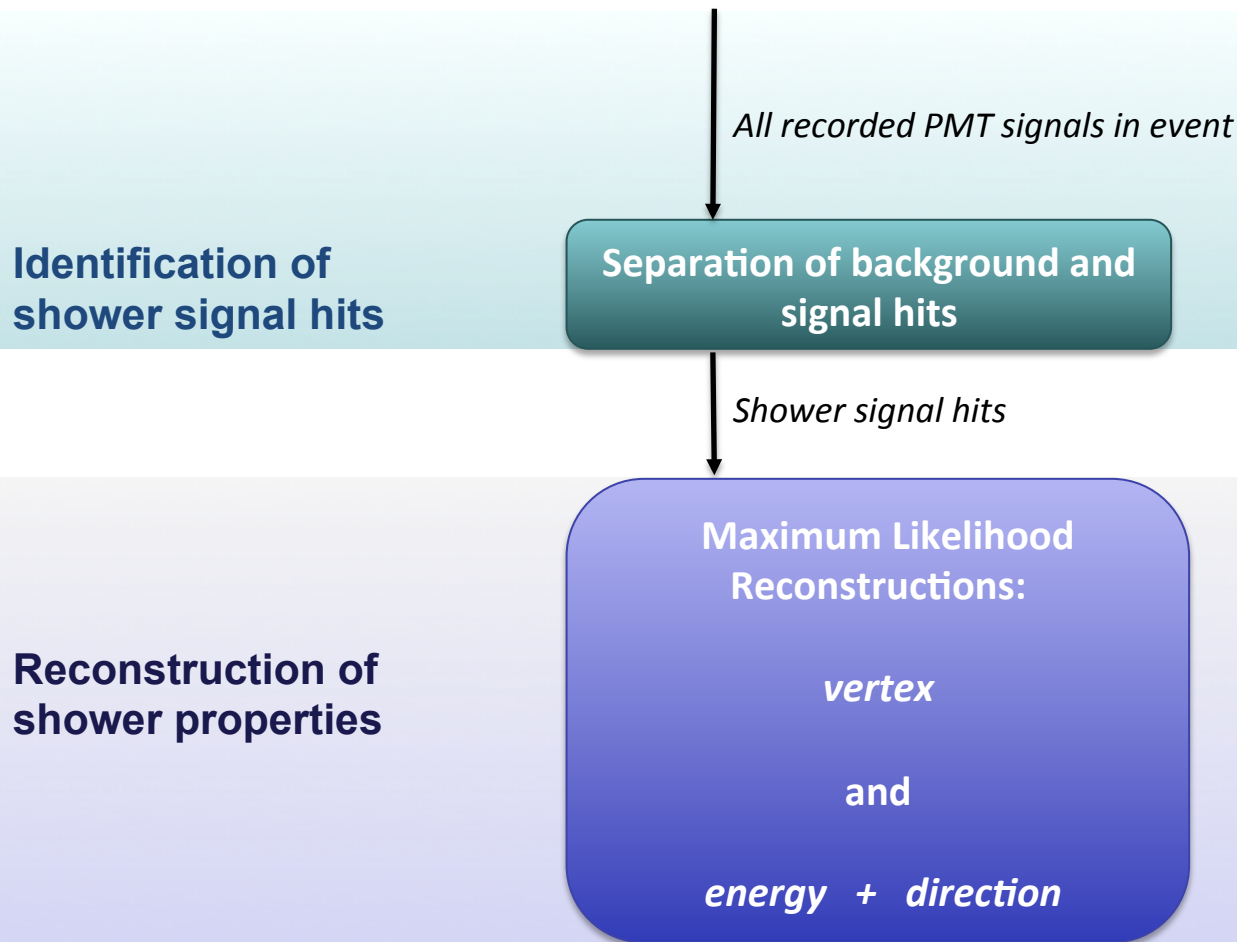 All recorded PMT signals in event
Identification of
shower signal hits
Separation of background and
signal hits
Shower signal hits
Maximum Likelihood
Reconstructions:
Reconstruction of
shower properties
vertex
and
energy + direction